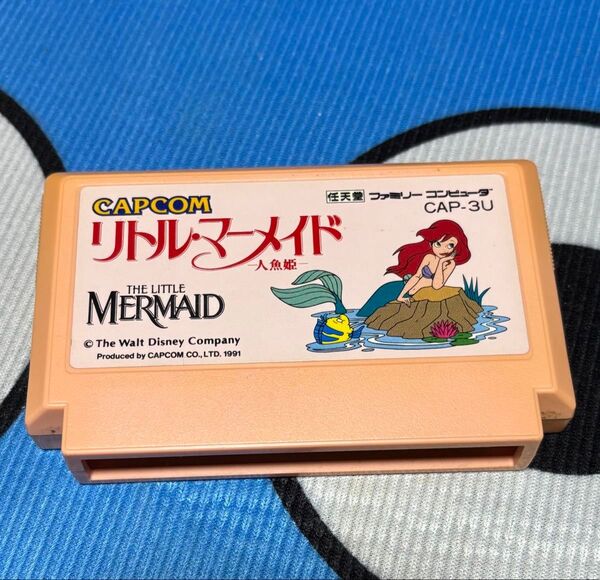 CAPCOM
任天堂 ファミリー コンピュータ
CAP-3U
リトル・マーメイド
—人魚姫—
THE LITTLE
MERMAID
© The Walt Disney Company
Produced by CAPCOM CO., LTD. 1991